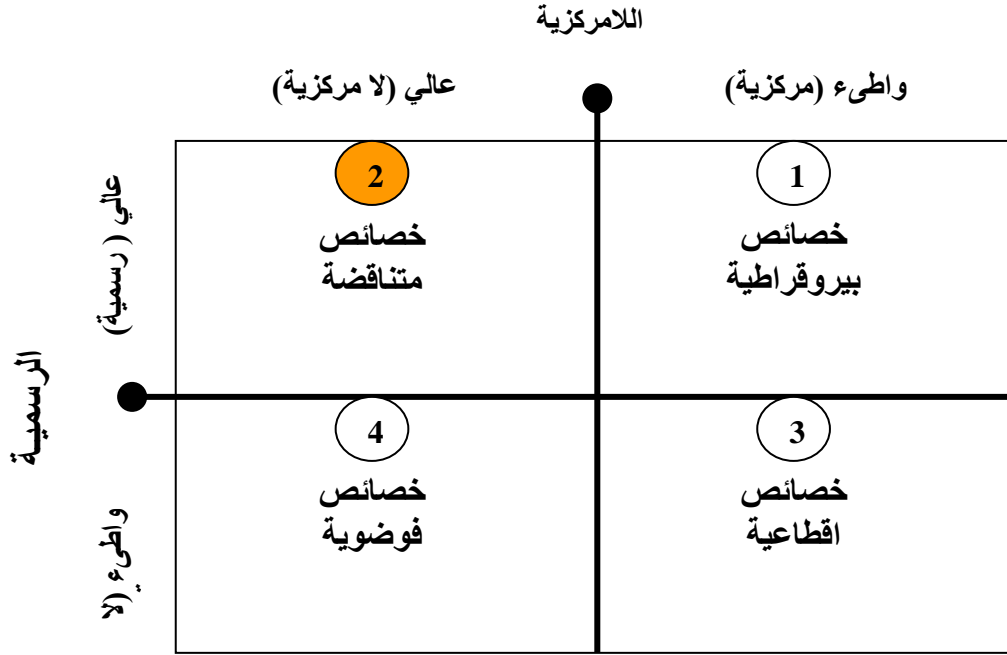 اللامركزية
واطىء (مركزية)
عالي (لا مركزية)
1
خصائص
بيروقراطية
2
خصائص
متناقضة
عالي ( رسمية)
الرسميـة
3
خصائص
اقطاعية
4
خصائص
فوضوية
واطىء (لا